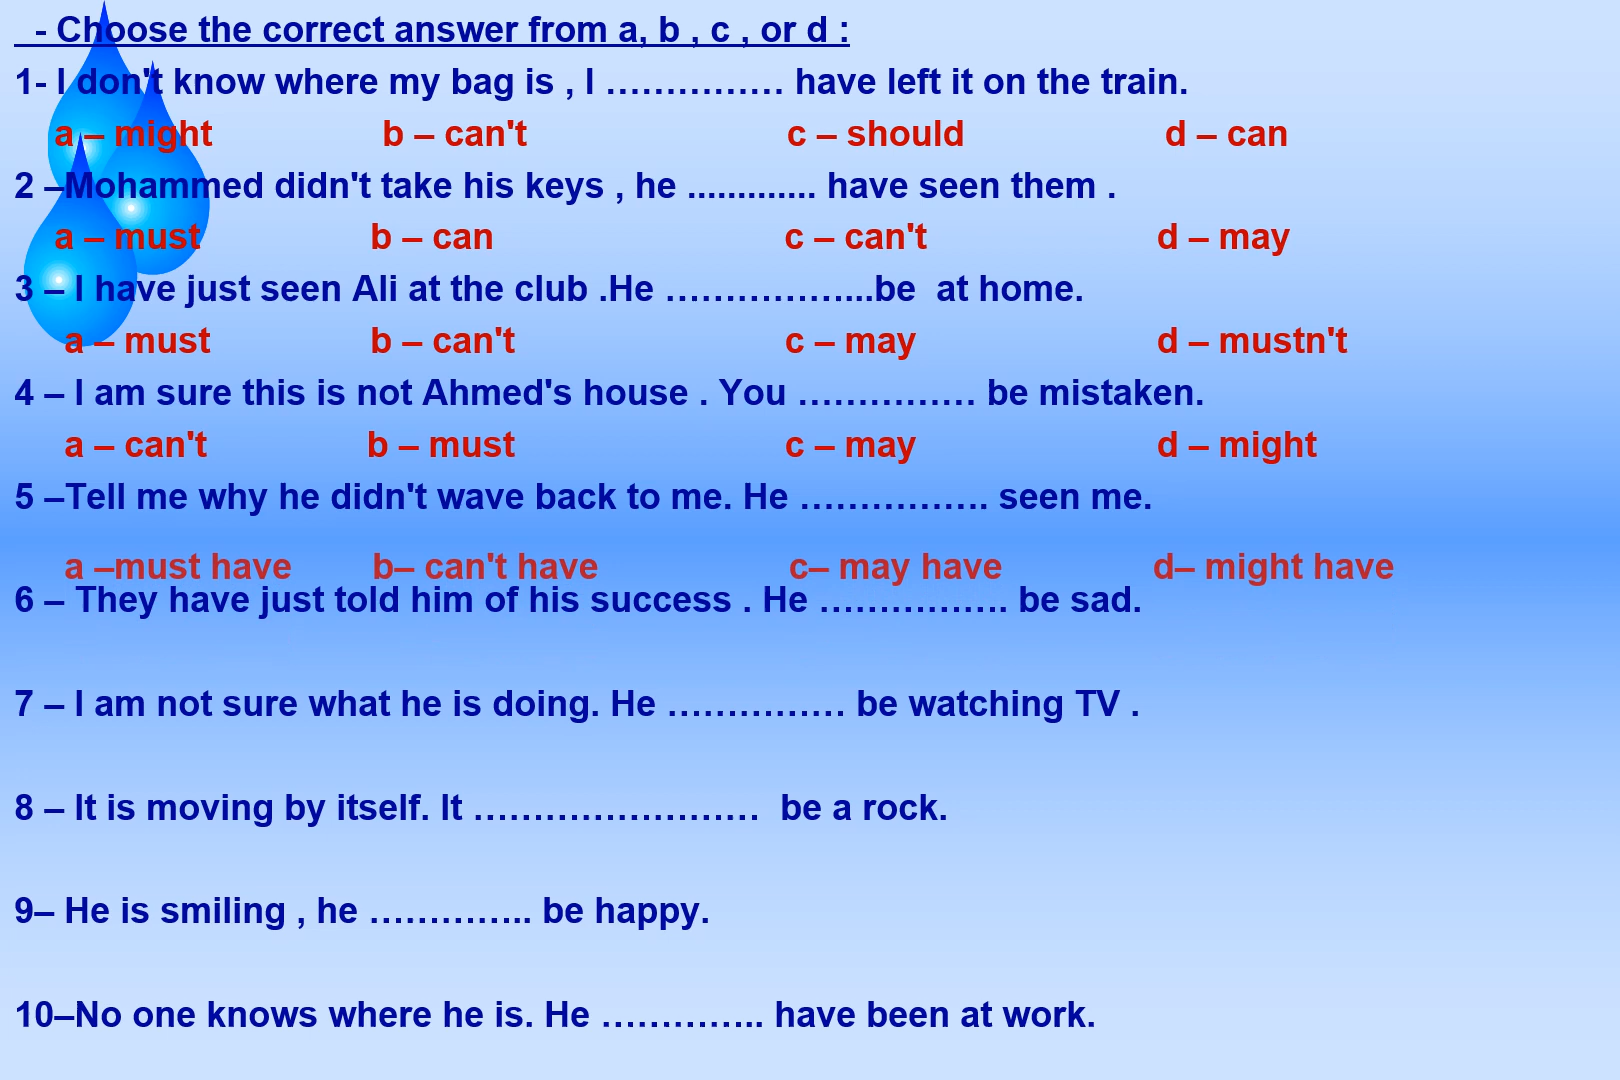 - Choose the correct answer from a, b , c , or d :
1- I don't know where my bag is , I …………… have left it on the train.
a – might b – can't c – should d – can
2 –Mohammed didn't take his keys , he ............. have seen them .
a – must b – can c – can't d – may
3 – I have just seen Ali at the club .He ……………...be at home.
a – must b – can't c – may d – mustn't
4 – I am sure this is not Ahmed's house . You …………… be mistaken.
a – can't b – must c – may d – might
5 –Tell me why he didn't wave back to me. He ……………. seen me.
a –must have b– can't have c– may have d– might have
6 – They have just told him of his success . He ……………. be sad.
7 – I am not sure what he is doing. He …………… be watching TV .
8 – It is moving by itself. It …………………… be a rock.
9– He is smiling , he ………….. be happy.
10–No one knows where he is. He ………….. have been at work.